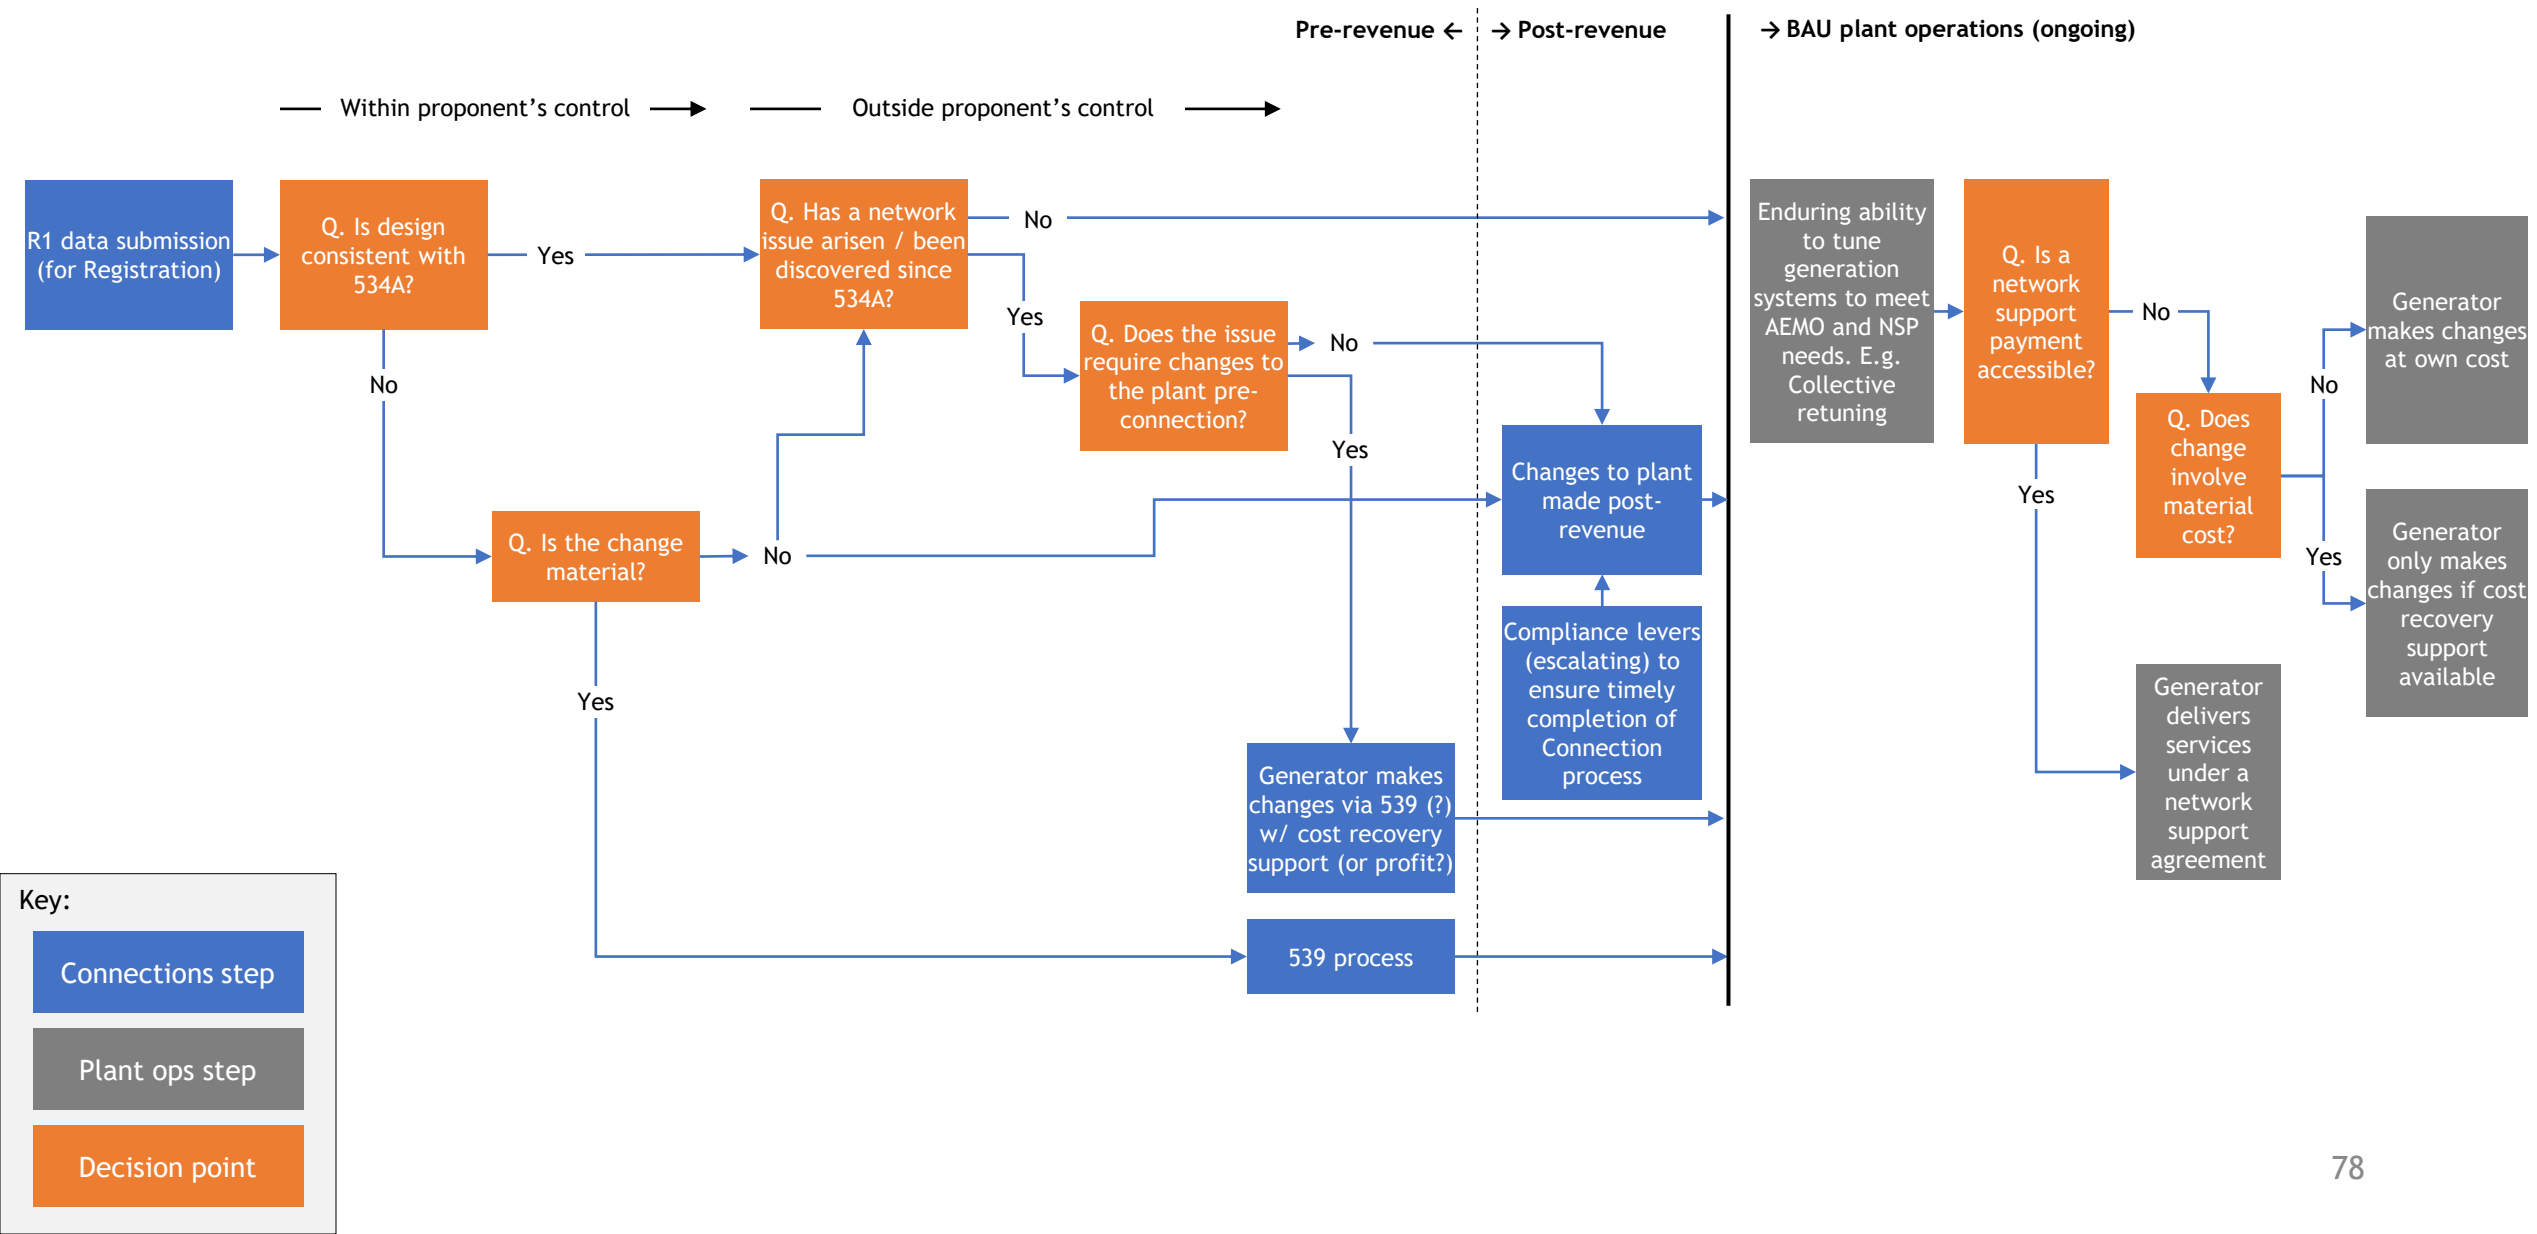 Pre-revenue ←
→ Post-revenue
→ BAU plant operations (ongoing)
Within proponent’s control
Outside proponent’s control
R1 data submission
(for Registration)
Q. Is design
consistent with
534A?
Yes
No
Q. Is the change
material?
No
Yes
Q. Has a network
issue arisen / been
discovered since
534A?
No
Yes
Q. Does the issue
require changes to
the plant pre-
connection?
No
Yes
Changes to plant
made post-
revenue
Compliance levers
(escalating) to
ensure timely
completion of
Connection
process
Generator makes
changes via 539 (?)
w/ cost recovery
support (or profit?)
539 process
Enduring ability
to tune
generation
systems to meet
AEMO and NSP
needs. E.g.
Collective
retuning
Q. Is a
network
support
payment
accessible?
No
Yes
Q. Does
change
involve
material
cost?
No
Yes
Generator
makes changes
at own cost
Generator
only makes
changes if cost
recovery
support
available
Generator
delivers
services
under a
network
support
agreement
Key:
Connections step
Plant ops step
Decision point
78